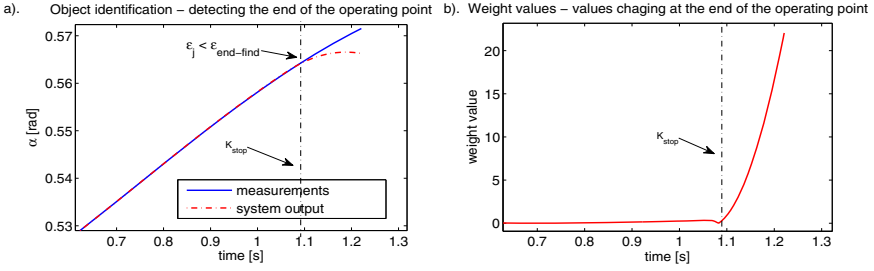 a). Object identification – detecting the end of the operating point
0.57
0.56
0.55
0.54
0.53
α [rad]
ε_j < ε_end−find
K_stop
measurements
system output
0.7 0.8 0.9 1 1.1 1.2 1.3
time [s]
b). Weight values – values chaging at the end of the operating point
20
15
10
5
0
weight value
K_stop
0.7 0.8 0.9 1 1.1 1.2 1.3
time [s]